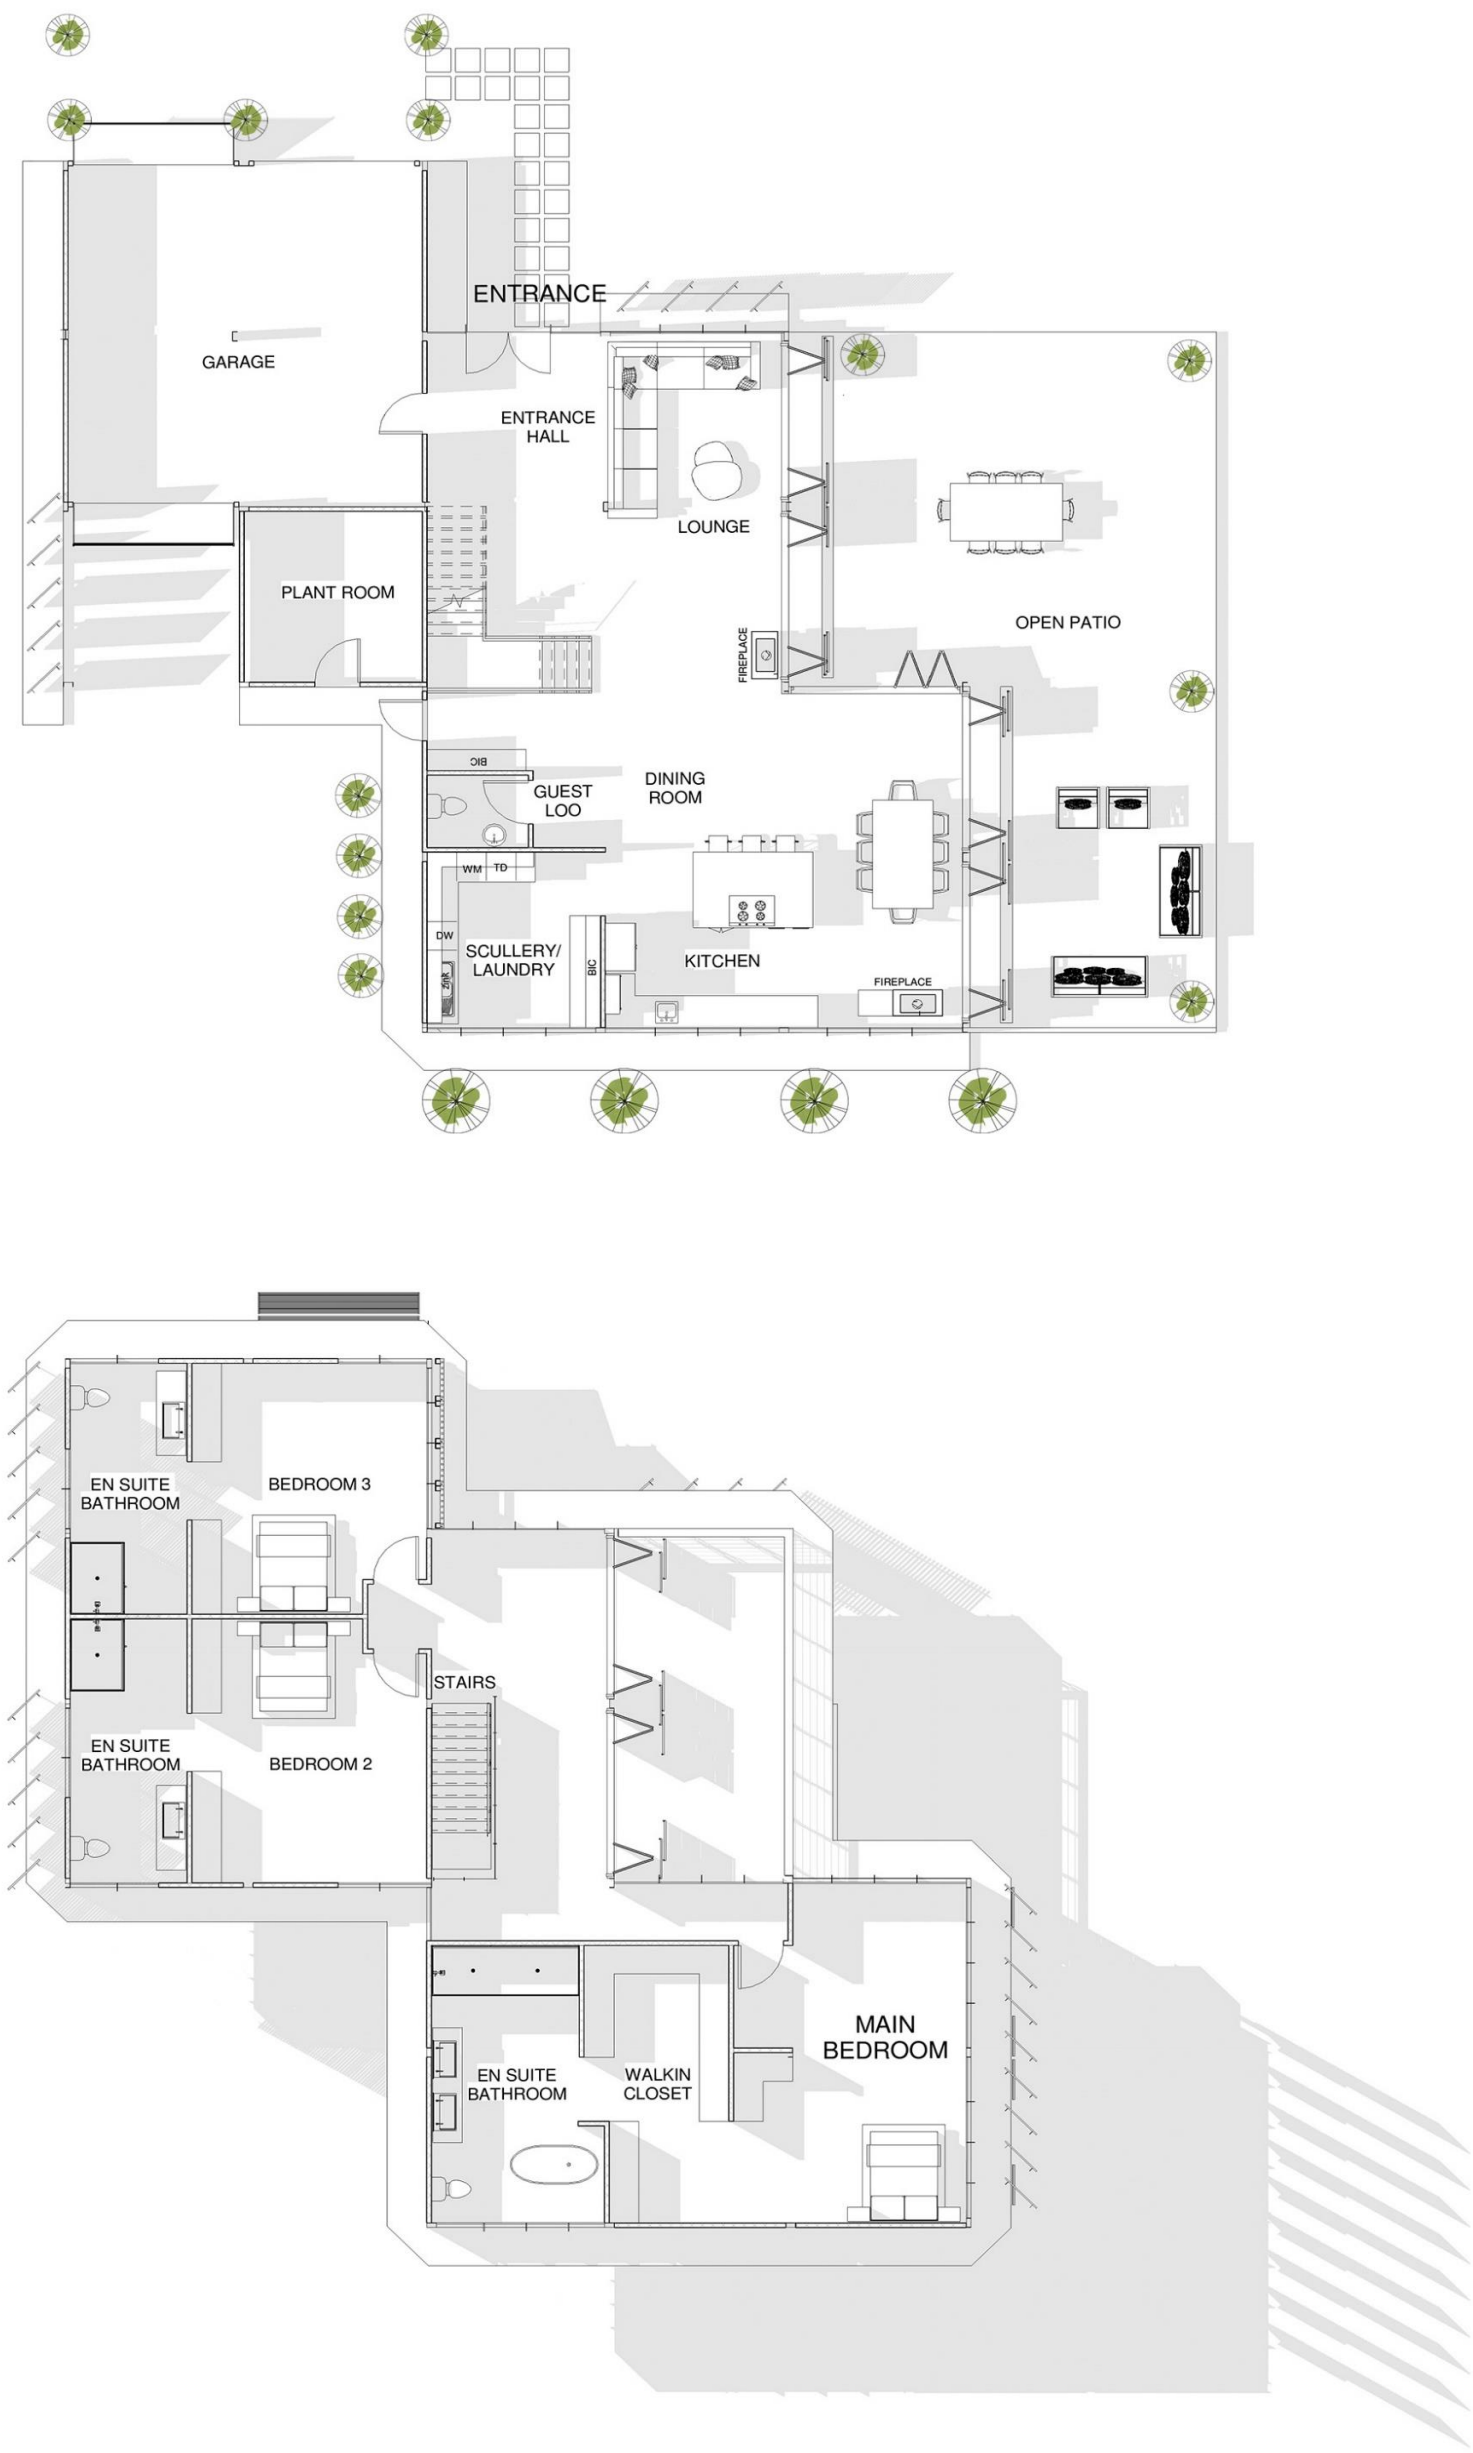 ENTRANCE
GARAGE
ENTRANCE
HALL
LOUNGE
PLANT ROOM
OPEN PATIO
FIREPLACE
BIC
GUEST
LOO
DINING
ROOM
WM
TD
DW
SCULLERY/
LAUNDRY
BIC
KITCHEN
FIREPLACE
EN SUITE
BATHROOM
BEDROOM 3
STAIRS
EN SUITE
BATHROOM
BEDROOM 2
MAIN
BEDROOM
EN SUITE
BATHROOM
WALKIN
CLOSET